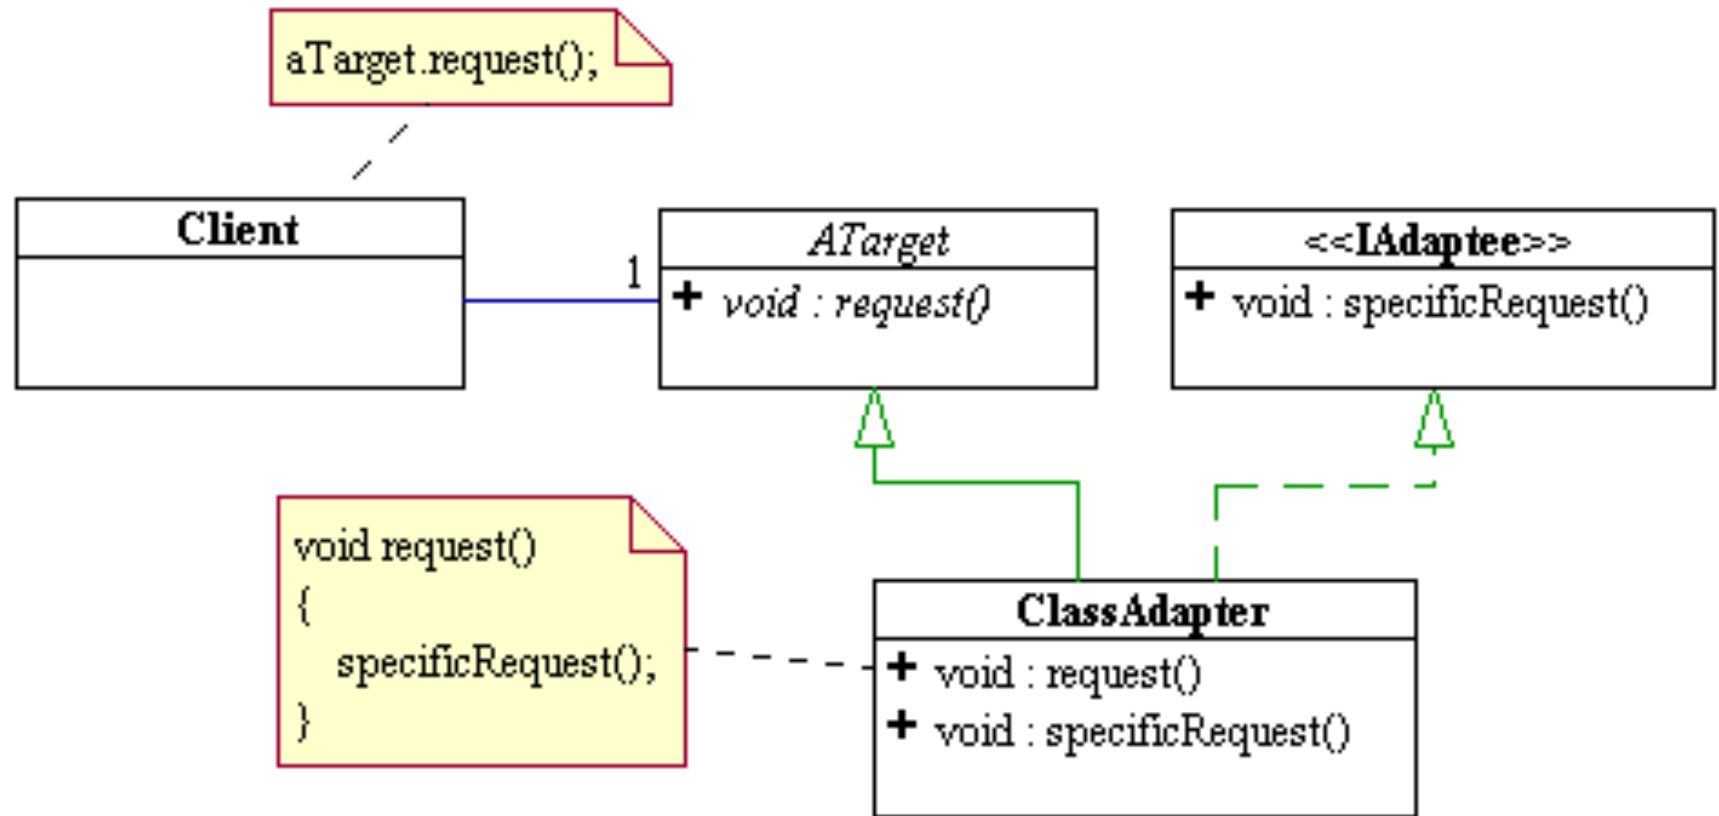 aTarget.request();
Client
1
ATarget
+ void : request()
<<IAdaptee>>
+ void : specificRequest()
void request()
{
specificRequest();
}
ClassAdapter
+ void : request()
+ void : specificRequest()